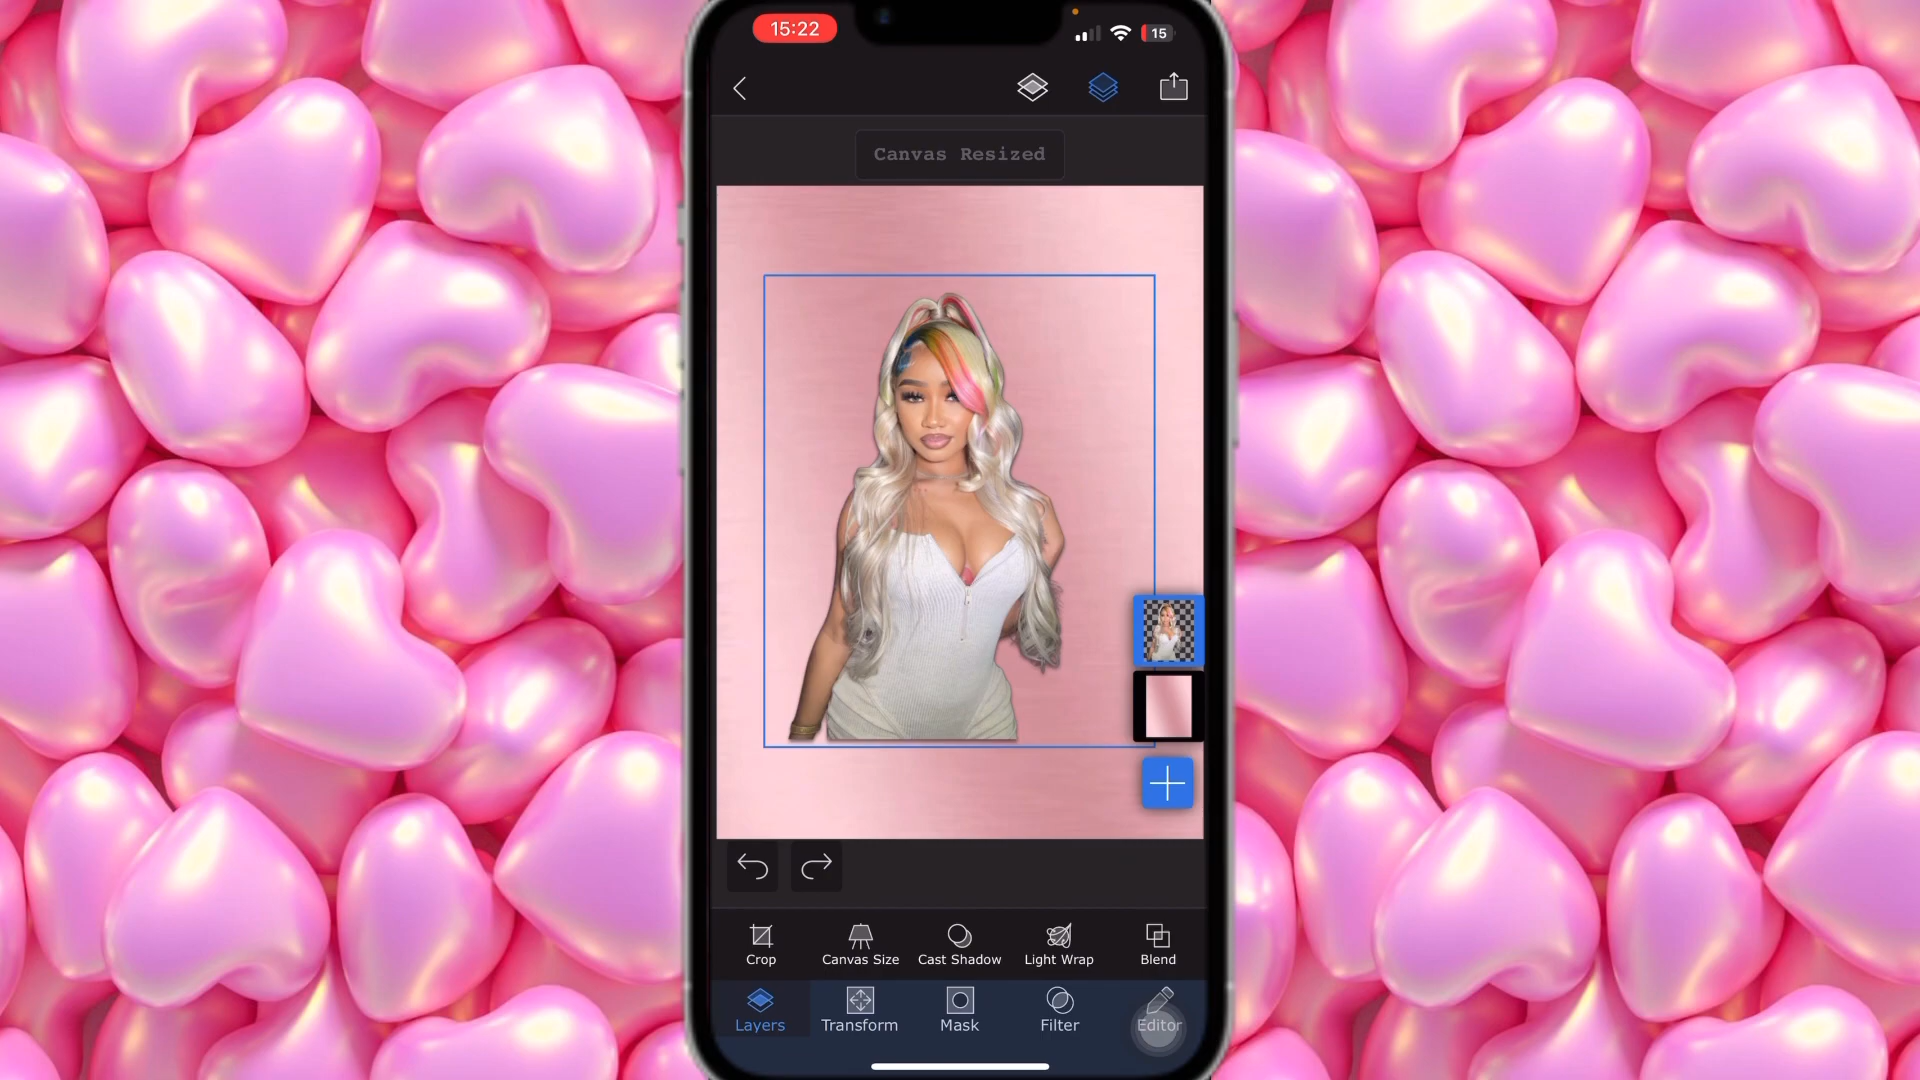 15:22
15
Canvas Resized
Crop
Canvas Size
Cast Shadow
Light Wrap
Blend
Layers
Transform
Mask
Filter
Editor